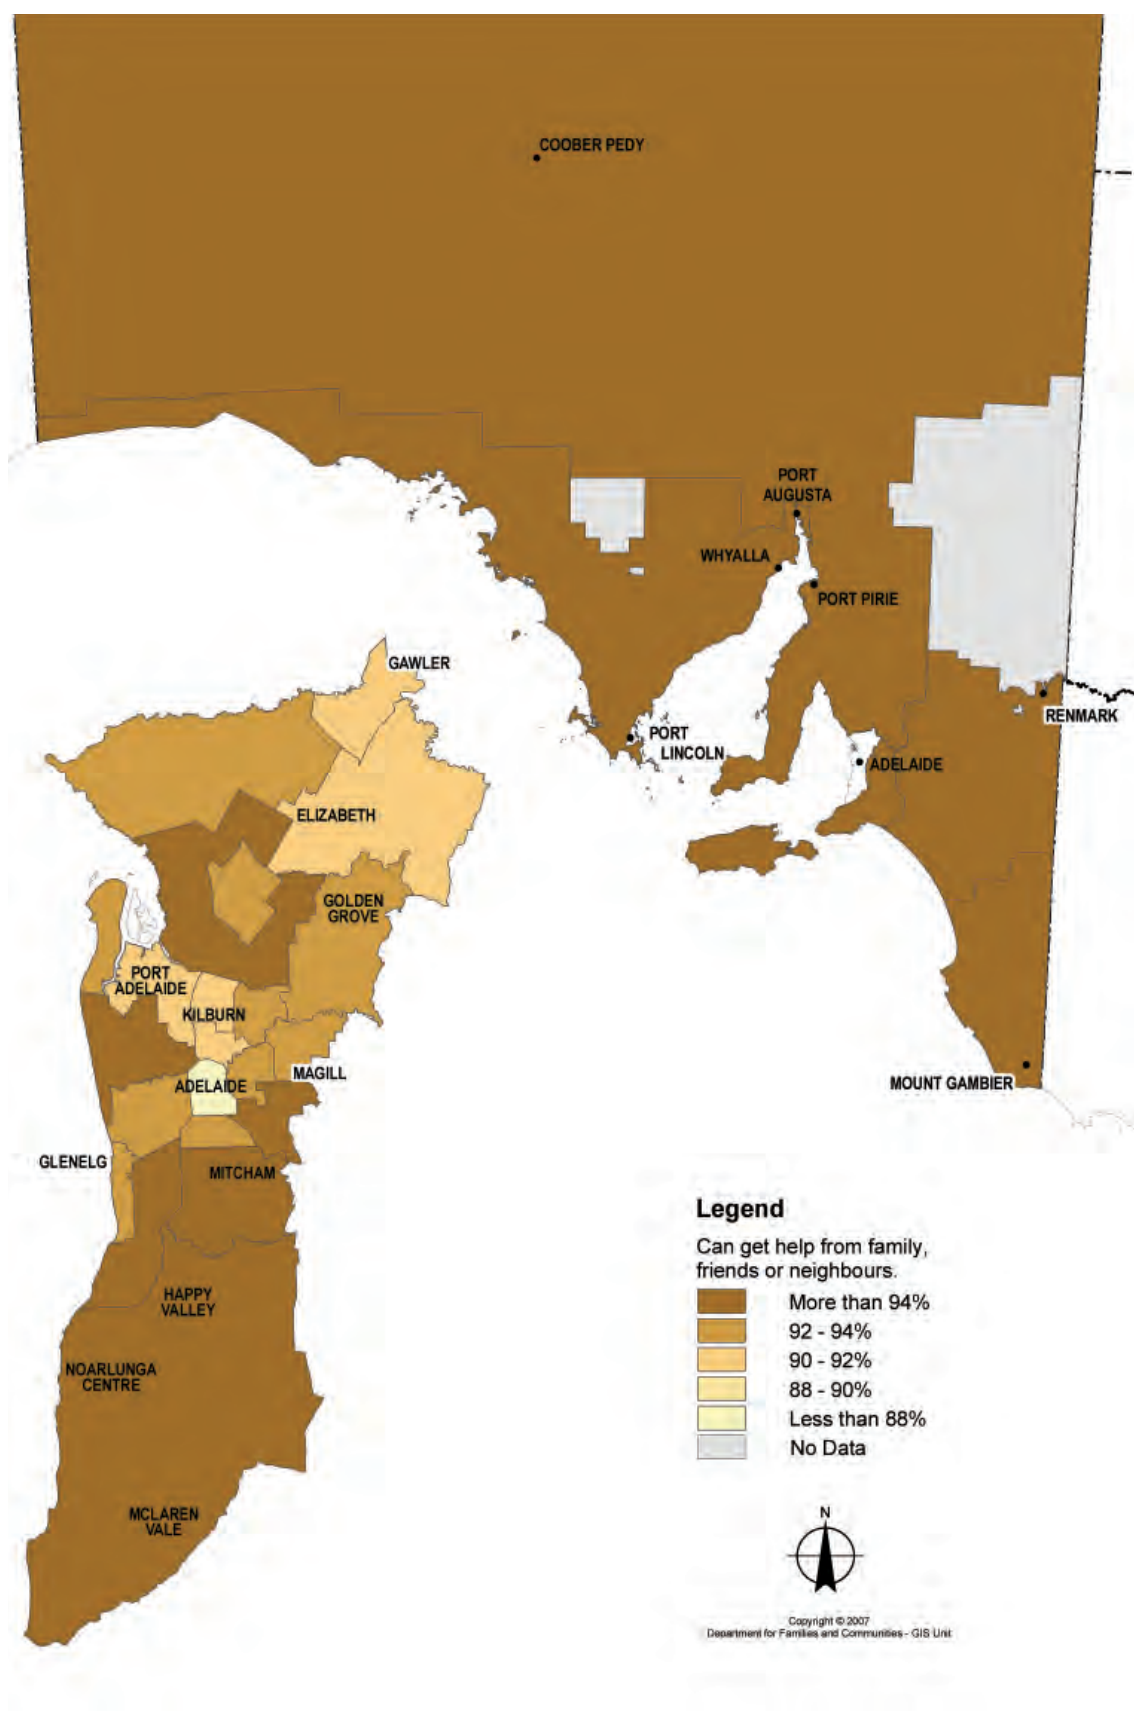 COOBER PEDY
PORT
AUGUSTA
WHYALLA
PORT PIRIE
GAWLER
RENMARK
PORT
LINCOLN
ADELAIDE
ELIZABETH
GOLDEN
GROVE
PORT
ADELAIDE
KILBURN
MAGILL
ADELAIDE
MOUNT GAMBIER
GLENELG
MITCHAM
Legend
Can get help from family,
friends or neighbours.
More than 94%
92 - 94%
90 - 92%
88 - 90%
Less than 88%
No Data
HAPPY
VALLEY
NOARLUNGA
CENTRE
MCLAREN
VALE
N
Copyright © 2007
Department for Families and Communities - GIS Unit